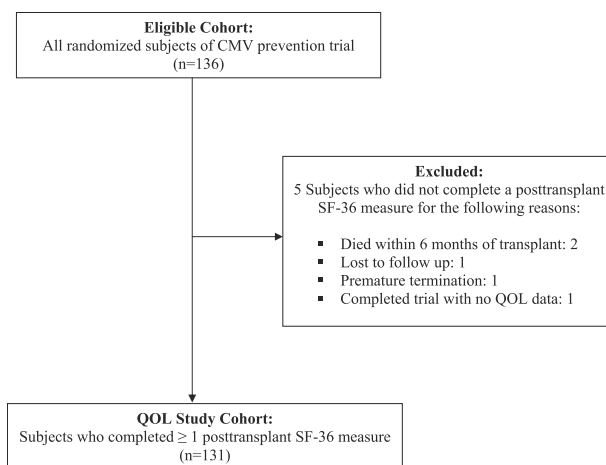 Eligible Cohort:
All randomized subjects of CMV prevention trial
(n=136)
Excluded:
5 Subjects who did not complete a posttransplant
SF-36 measure for the following reasons:
▪ Died within 6 months of transplant: 2
▪ Lost to follow up: 1
▪ Premature termination: 1
▪ Completed trial with no QOL data: 1
QOL Study Cohort:
Subjects who completed ≥ 1 posttransplant SF-36 measure
(n=131)